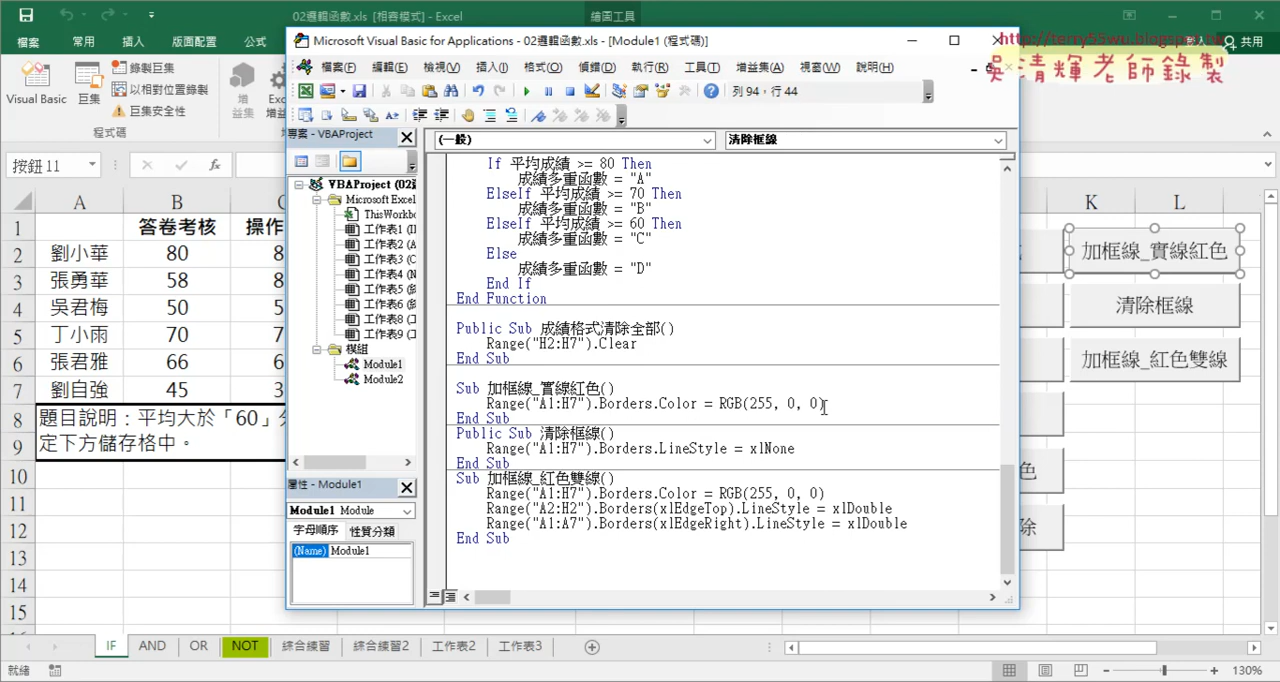 02邏輯函數.xls [相容模式] - Excel
繪圖工具
檔案
常用
插入
版面配置
公式
共用
http://terry55wu.blogspot.tw
吳清輝老師錄製
Visual Basic
巨集
錄製巨集
以相對位置錄製
巨集安全性
程式碼
增
益集
增益
按鈕 11
fx
Microsoft Visual Basic for Applications - 02邏輯函數.xls - [Module1 (程式碼)]
編輯(E)
檢視(V)
偵錯(D)
執行(R)
工具(T)
增益集(A)
視窗(W)
說明(H)
列 94，行 44
專案 - VBAProject
VBAProject (02邏
Microsoft Excel
ThisWorkbo
工作表1 (I
工作表2 (A
工作表3 (C
工作表4 (N
工作表5 (
工作表6 (
工作表8 (
工作表9 (
模組
Module1
Module2
屬性 - Module1
Module1 Module
字母順序
性質分類
(Name) Module1
(一般)
清除框線
If 平均成績 >= 80 Then
成績多重函數 = "A"
ElseIf 平均成績 >= 70 Then
成績多重函數 = "B"
ElseIf 平均成績 >= 60 Then
成績多重函數 = "C"
Else
成績多重函數 = "D"
End If
End Function
Public Sub 成績格式清除全部()
Range("H2:H7").Clear
End Sub
Sub 加框線_實線紅色()
Range("A1:H7").Borders.Color = RGB(255, 0, 0)
End Sub
Public Sub 清除框線()
Range("A1:H7").Borders.LineStyle = xlNone
End Sub
Sub 加框線_紅色雙線()
Range("A1:H7").Borders.Color = RGB(255, 0, 0)
Range("A2:H2").Borders(xlEdgeTop).LineStyle = xlDouble
Range("A1:A7").Borders(xlEdgeRight).LineStyle = xlDouble
End Sub
A B C K L
1 答卷考核 操作
2 劉小華 80 8
3 張勇華 58 8
4 吳君梅 50 5
5 丁小雨 70 7
6 張君雅 66 6
7 劉自強 45 3
8 題目說明：平均大於「60」分
9 定下方儲存格中。
10
11
12
13
14
15
加框線_實線紅色
清除框線
加框線_紅色雙線
色
除
IF
AND
OR
NOT
綜合練習
綜合練習2
工作表2
工作表3
就緒
130%